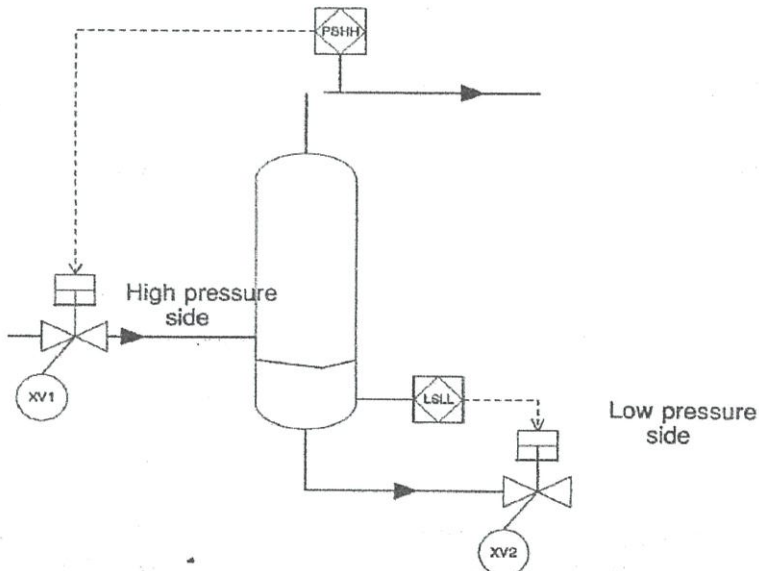 PSHH
High pressure
side
XV1
LSLL
Low pressure
side
XV2